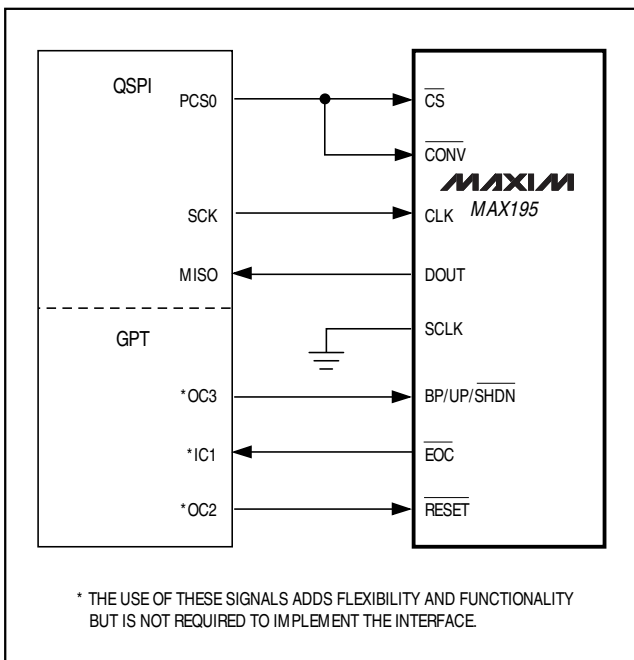 QSPI
PCS0
CS
CONV
MAXIM
MAX195
SCK
CLK
MISO
DOUT
GPT
SCLK
*OC3
BP/UP/SHDN
*IC1
EOC
*OC2
RESET
* THE USE OF THESE SIGNALS ADDS FLEXIBILITY AND FUNCTIONALITY
BUT IS NOT REQUIRED TO IMPLEMENT THE INTERFACE.